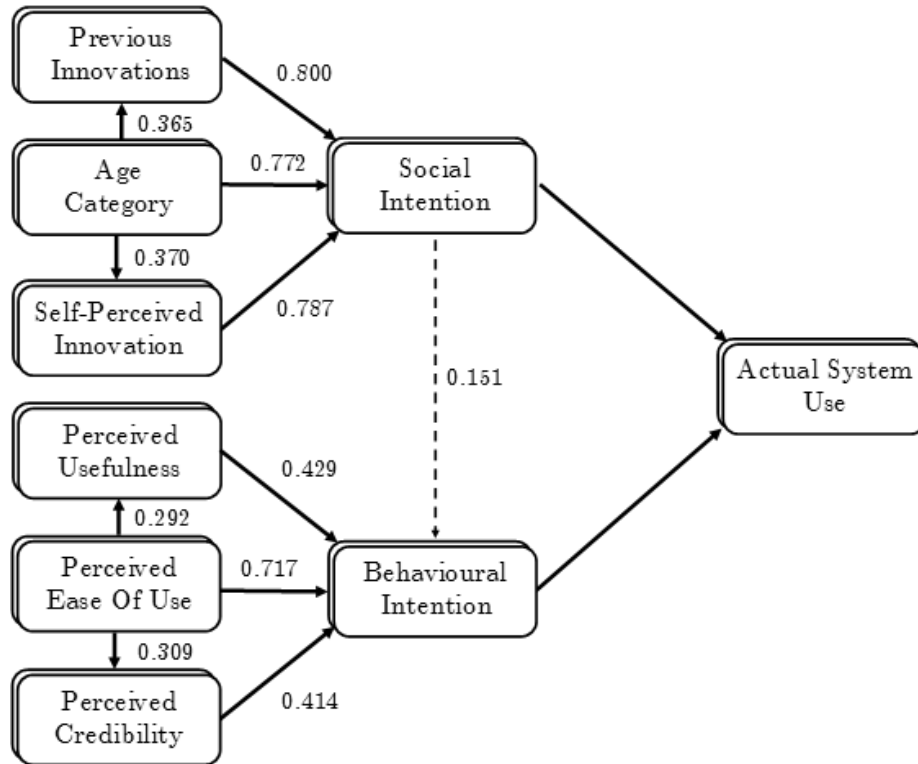 Previous
Innovations
0.800
0.365
Age
Category
0.772
Social
Intention
0.370
Self-Perceived
Innovation
0.787
0.151
Actual System
Use
Perceived
Usefulness
0.429
0.292
Perceived
Ease Of Use
0.717
Behavioural
Intention
0.309
Perceived
Credibility
0.414